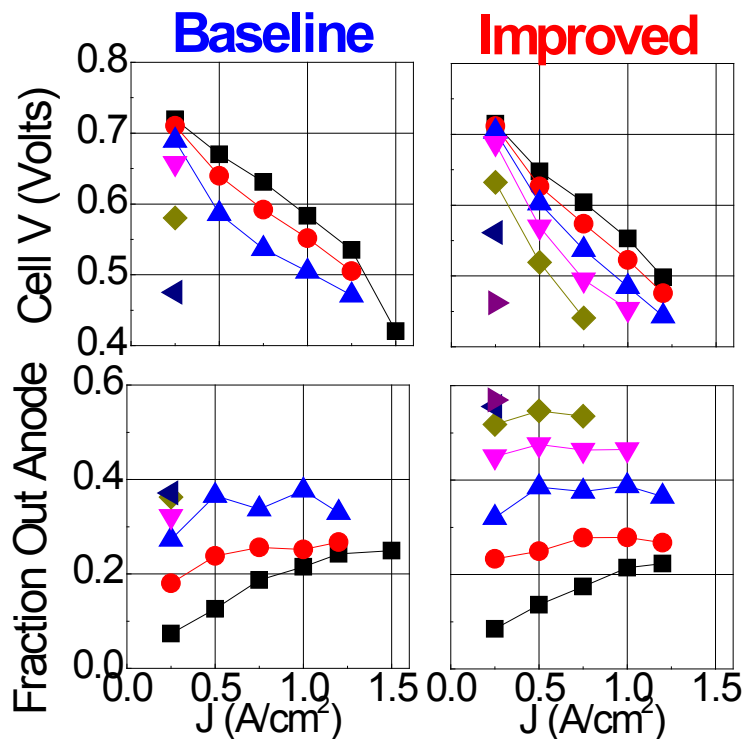 Baseline Improved
Cell V (Volts)
0.8
0.7
0.6
0.5
0.4
Fraction Out Anode
0.6
0.4
0.2
0.0
0.0 0.5 1.0 1.5 0.0 0.5 1.0 1.5
J (A/cm²) J (A/cm²)